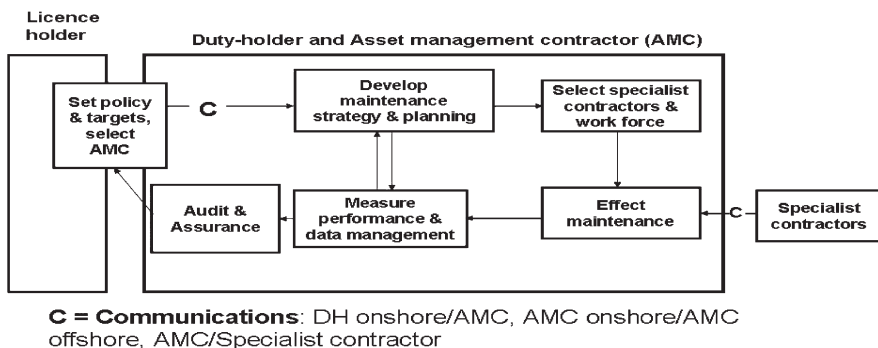 Licence
holder
Duty-holder and Asset management contractor (AMC)
Set policy
& targets,
select
AMC
C
Develop
maintenance
strategy & planning
Select specialist
contractors &
work force
Audit &
Assurance
Measure
performance &
data management
Effect
maintenance
C
Specialist
contractors
C = Communications: DH onshore/AMC, AMC onshore/AMC
offshore, AMC/Specialist contractor